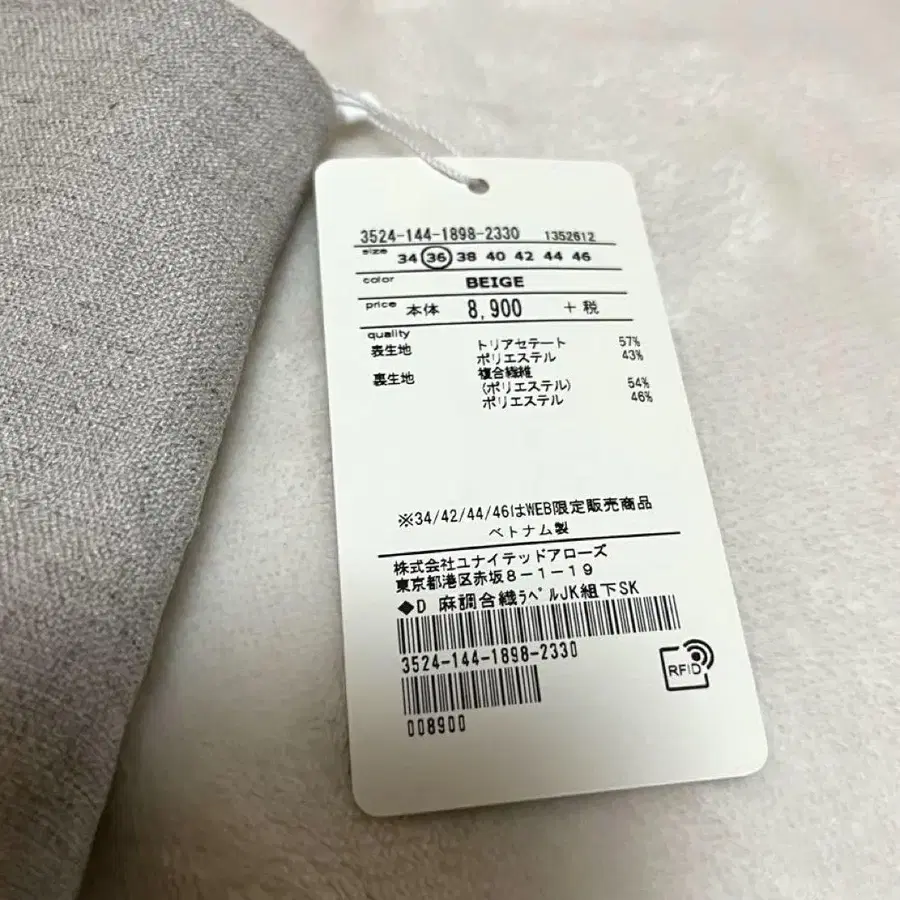 3524-144-1898-2330 1352612
size 34 36 38 40 42 44 46
color BEIGE
price 本体 8,900 +税
quality
表生地 トリアセテート 57%
ポリエステル 43%
裏生地 複合繊維
(ポリエステル) 54%
ポリエステル 46%
※34/42/44/46はWEB限定販売商品
ベトナム製
株式会社ユナイテッドアローズ
東京都港区赤坂8-1-19
◆D 麻調合繊ﾗﾍﾟﾙJK組下SK
3524-144-1898-2330
RFID
008900